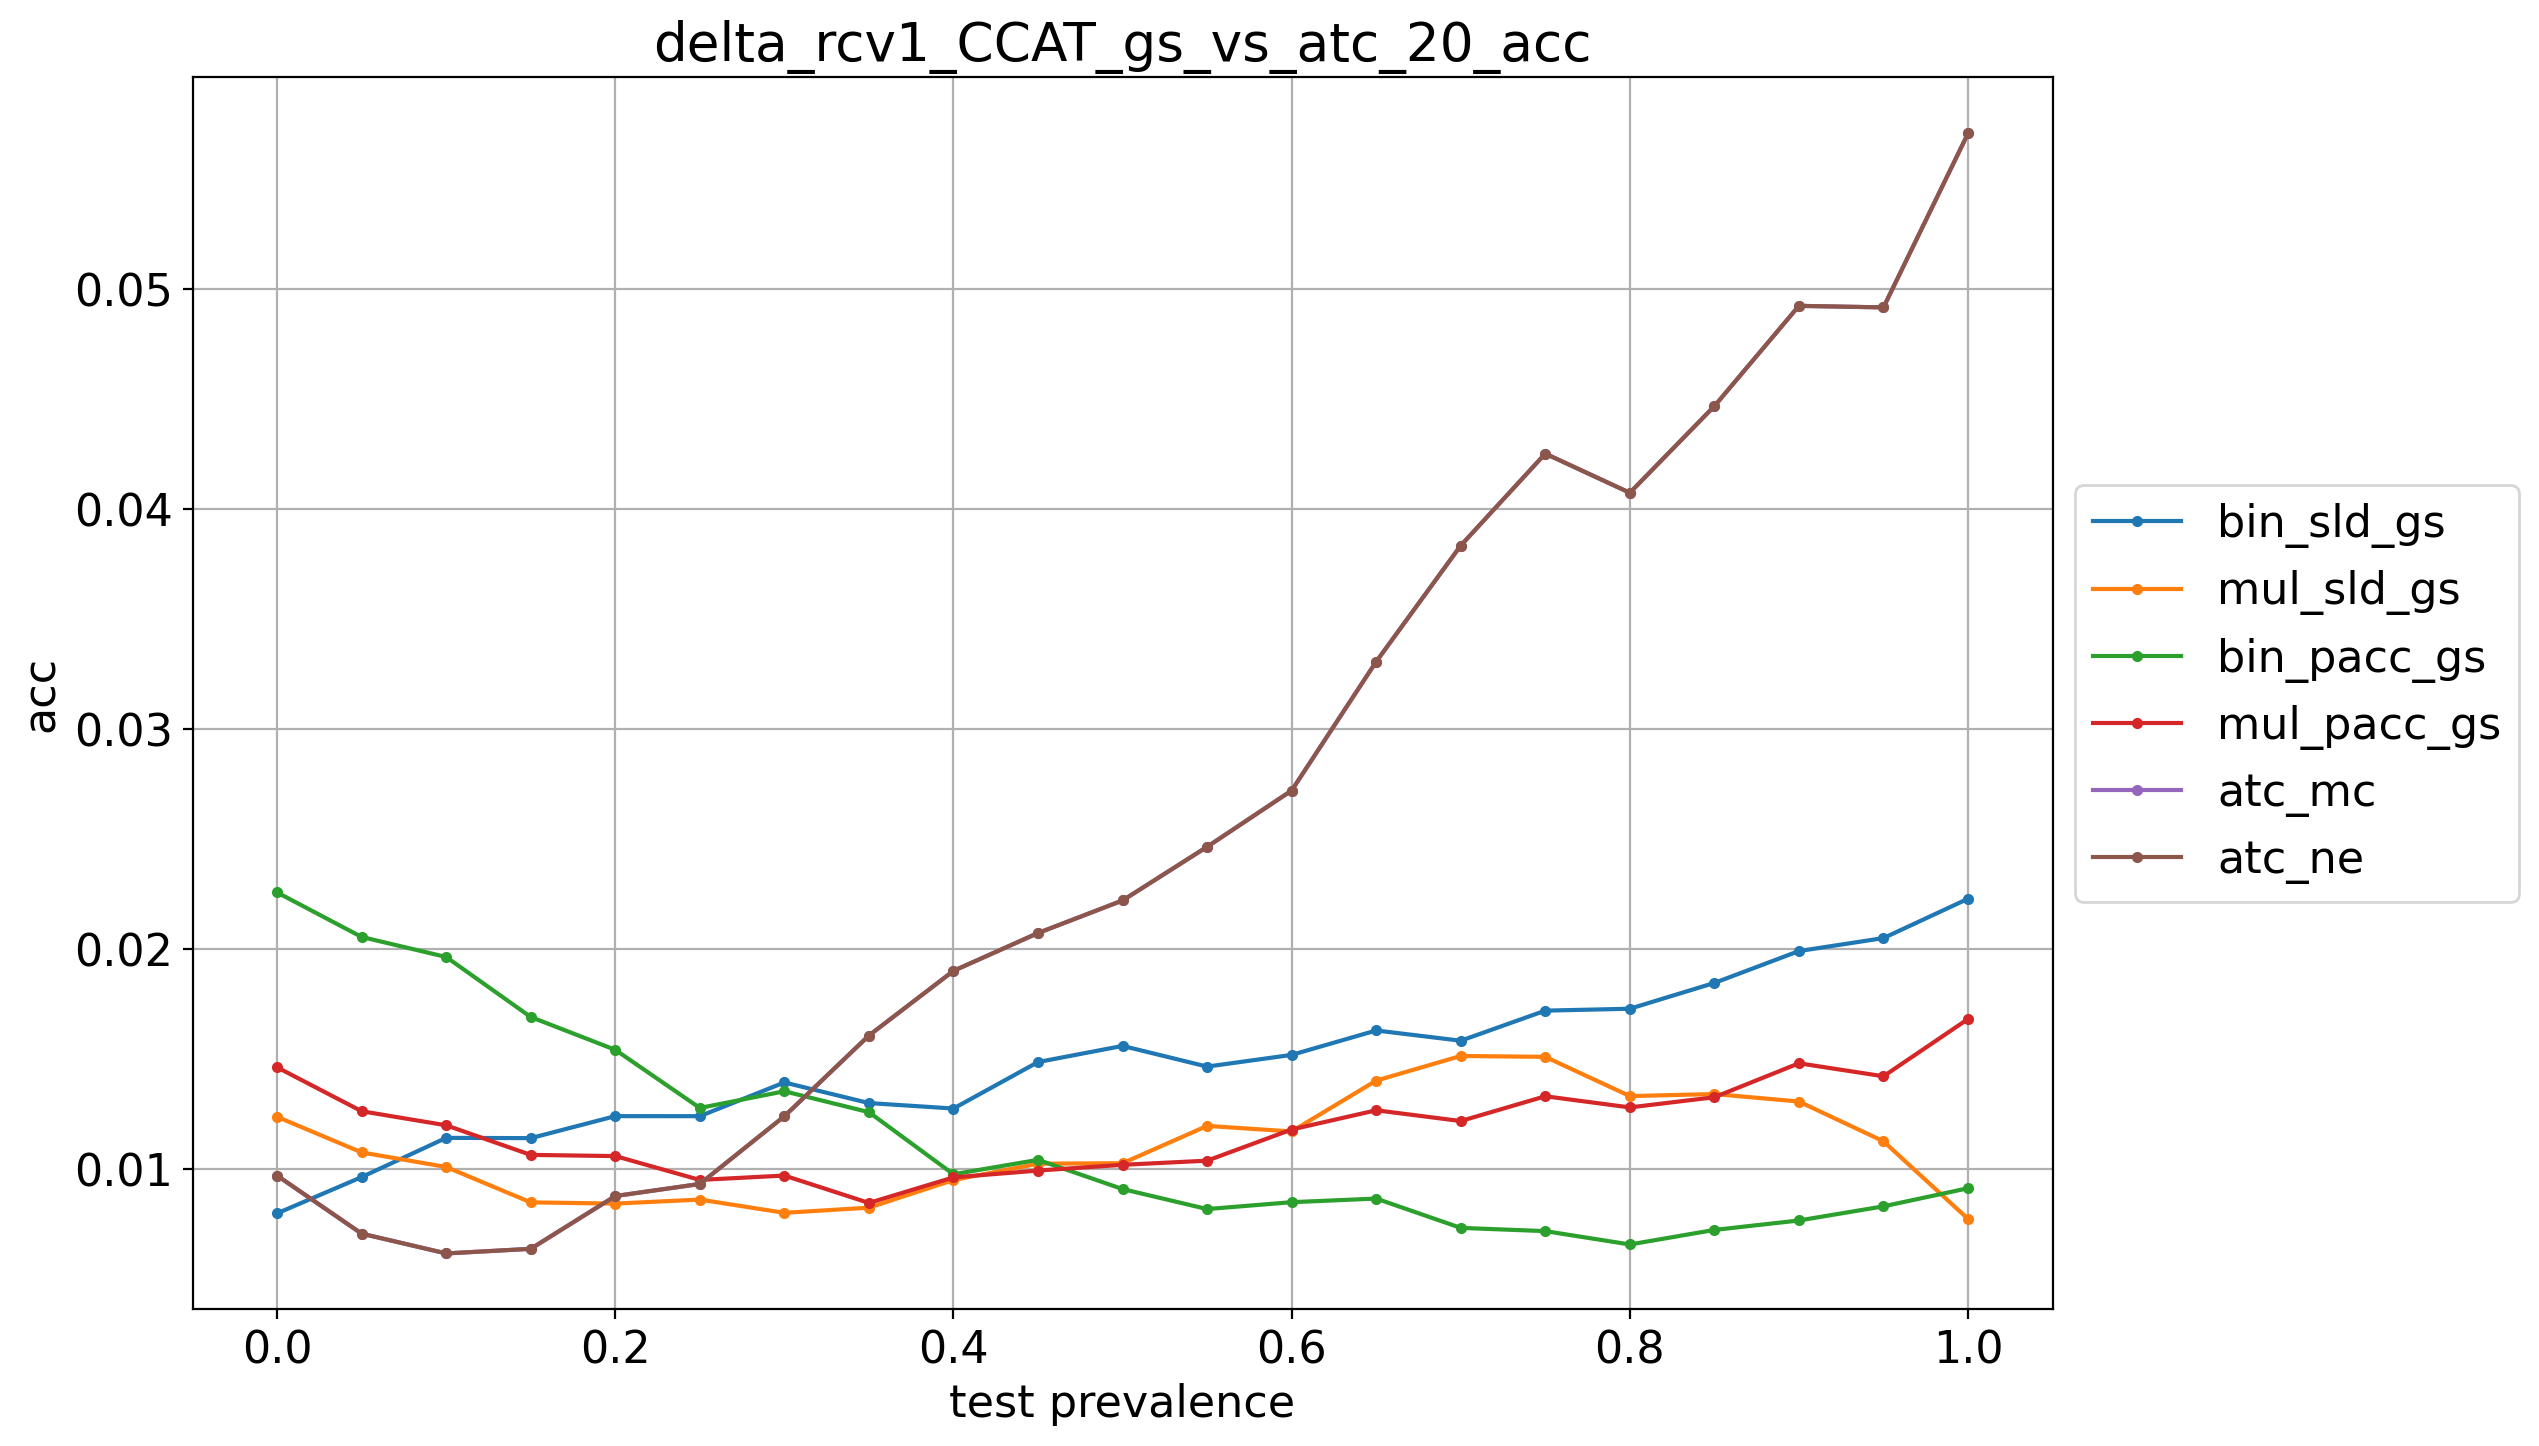 delta_rcv1_CCAT_gs_vs_atc_20_acc
acc
0.05
0.04
0.03
0.02
0.01
0.0 0.2 0.4 0.6 0.8 1.0
test prevalence
bin_sld_gs
mul_sld_gs
bin_pacc_gs
mul_pacc_gs
atc_mc
atc_ne